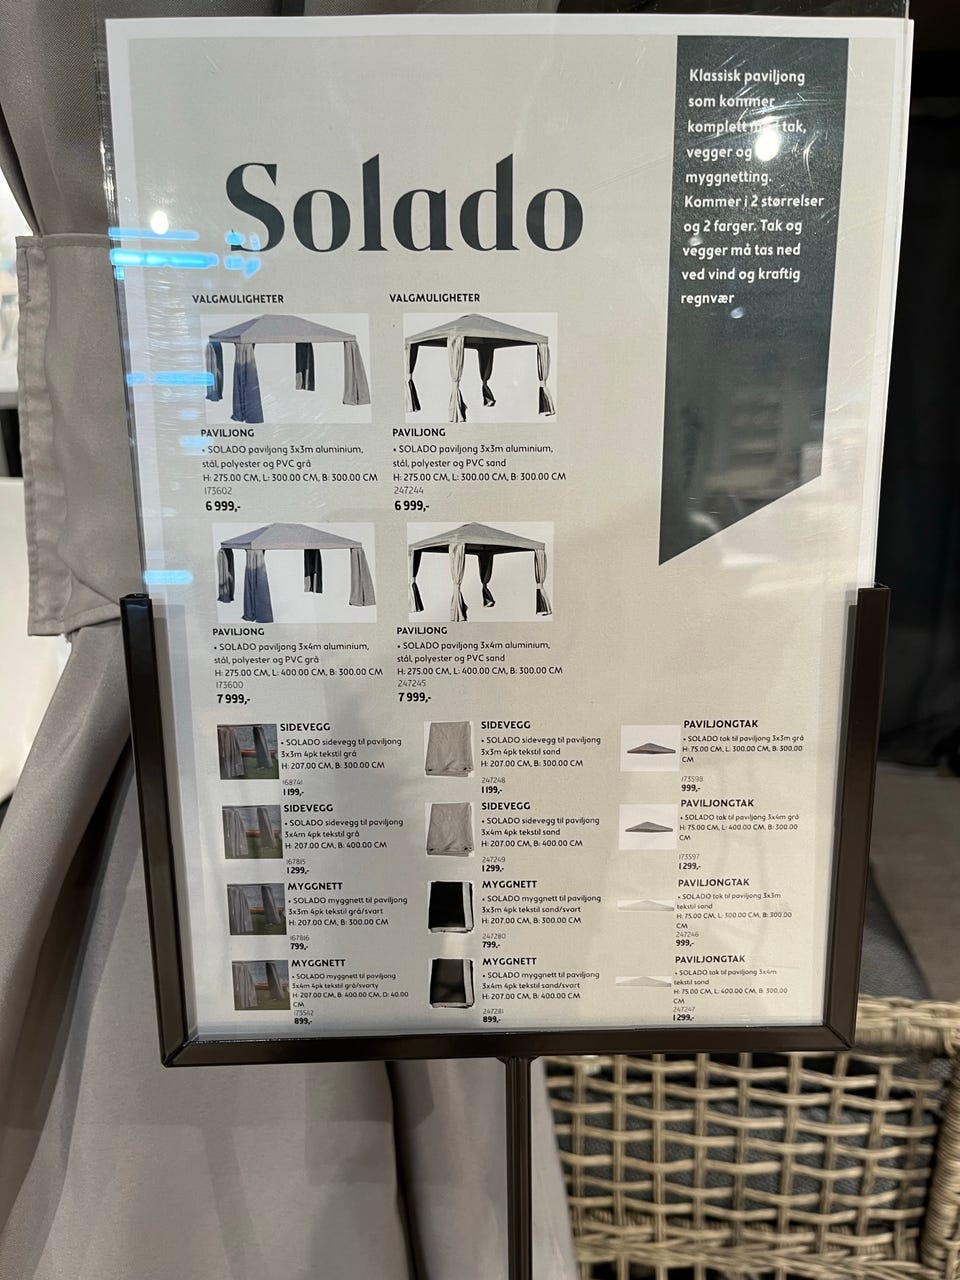 Klassisk paviljong
som kommer
komplett med tak,
vegger og
myggnetting.
Kommer i 2 størrelser
og 2 farger. Tak og
vegger må tas ned
ved vind og kraftig
regnvær
Solado
VALGMULIGHETER
PAVILJONG
• SOLADO paviljong 3x3m aluminium,
stål, polyester og PVC grå
H: 275.00 CM, L: 300.00 CM, B: 300.00 CM
173602
6 999,-
VALGMULIGHETER
PAVILJONG
• SOLADO paviljong 3x3m aluminium,
stål, polyester og PVC sand
H: 275.00 CM, L: 300.00 CM, B: 300.00 CM
247244
6 999,-
PAVILJONG
• SOLADO paviljong 3x4m aluminium,
stål, polyester og PVC grå
H: 275.00 CM, L: 400.00 CM, B: 300.00 CM
173600
7 999,-
PAVILJONG
• SOLADO paviljong 3x4m aluminium,
stål, polyester og PVC sand
H: 275.00 CM, L: 400.00 CM, B: 300.00 CM
247245
7 999,-
SIDEVEGG
• SOLADO sidevegg til paviljong
3x3m 4pk tekstil grå
H: 207.00 CM, B: 300.00 CM
168741
1 199,-
SIDEVEGG
• SOLADO sidevegg til paviljong
3x3m 4pk tekstil sand
H: 207.00 CM, B: 300.00 CM
247248
1 199,-
PAVILJONGTAK
• SOLADO tak til paviljong 3x3m grå
H: 75.00 CM, L: 300.00 CM, B: 300.00
CM
173598
999,-
SIDEVEGG
• SOLADO sidevegg til paviljong
3x4m 4pk tekstil grå
H: 207.00 CM, B: 400.00 CM
167815
1 299,-
SIDEVEGG
• SOLADO sidevegg til paviljong
3x4m 4pk tekstil sand
H: 207.00 CM, B: 400.00 CM
247249
1 299,-
PAVILJONGTAK
• SOLADO tak til paviljong 3x4m grå
H: 75.00 CM, L: 400.00 CM, B: 300.00
CM
173597
1 299,-
MYGGNETT
• SOLADO myggnett til paviljong
3x3m 4pk tekstil grå/svart
H: 207.00 CM, B: 300.00 CM
167816
799,-
MYGGNETT
• SOLADO myggnett til paviljong
3x3m 4pk tekstil sand/svart
H: 207.00 CM, B: 300.00 CM
247280
799,-
PAVILJONGTAK
• SOLADO tak til paviljong 3x3m
tekstil sand
H: 75.00 CM, L: 300.00 CM, B: 300.00
CM
247246
999,-
MYGGNETT
• SOLADO myggnett til paviljong
3x4m 4pk tekstil grå/svarty
H: 207.00 CM, B: 400.00 CM, D: 40.00
CM
173542
899,-
MYGGNETT
• SOLADO myggnett til paviljong
3x4m 4pk tekstil sand/svart
H: 207.00 CM, B: 400.00 CM
247281
899,-
PAVILJONGTAK
• SOLADO tak til paviljong 3x4m
tekstil sand
H: 75.00 CM, L: 400.00 CM, B: 300.00
CM
247247
1 299,-